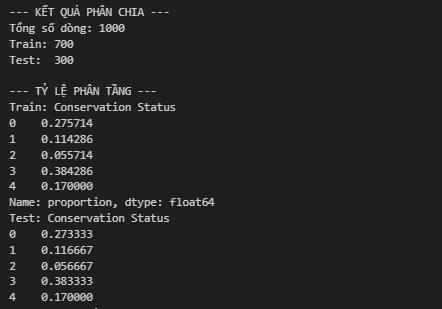 --- KẾT QUẢ PHÂN CHIA ---
Tổng số dòng: 1000
Train: 700
Test:  300
--- TỶ LỆ PHÂN TẦNG ---
Train: Conservation Status
0    0.275714
1    0.114286
2    0.055714
3    0.384286
4    0.170000
Name: proportion, dtype: float64
Test: Conservation Status
0    0.273333
1    0.116667
2    0.056667
3    0.383333
4    0.170000